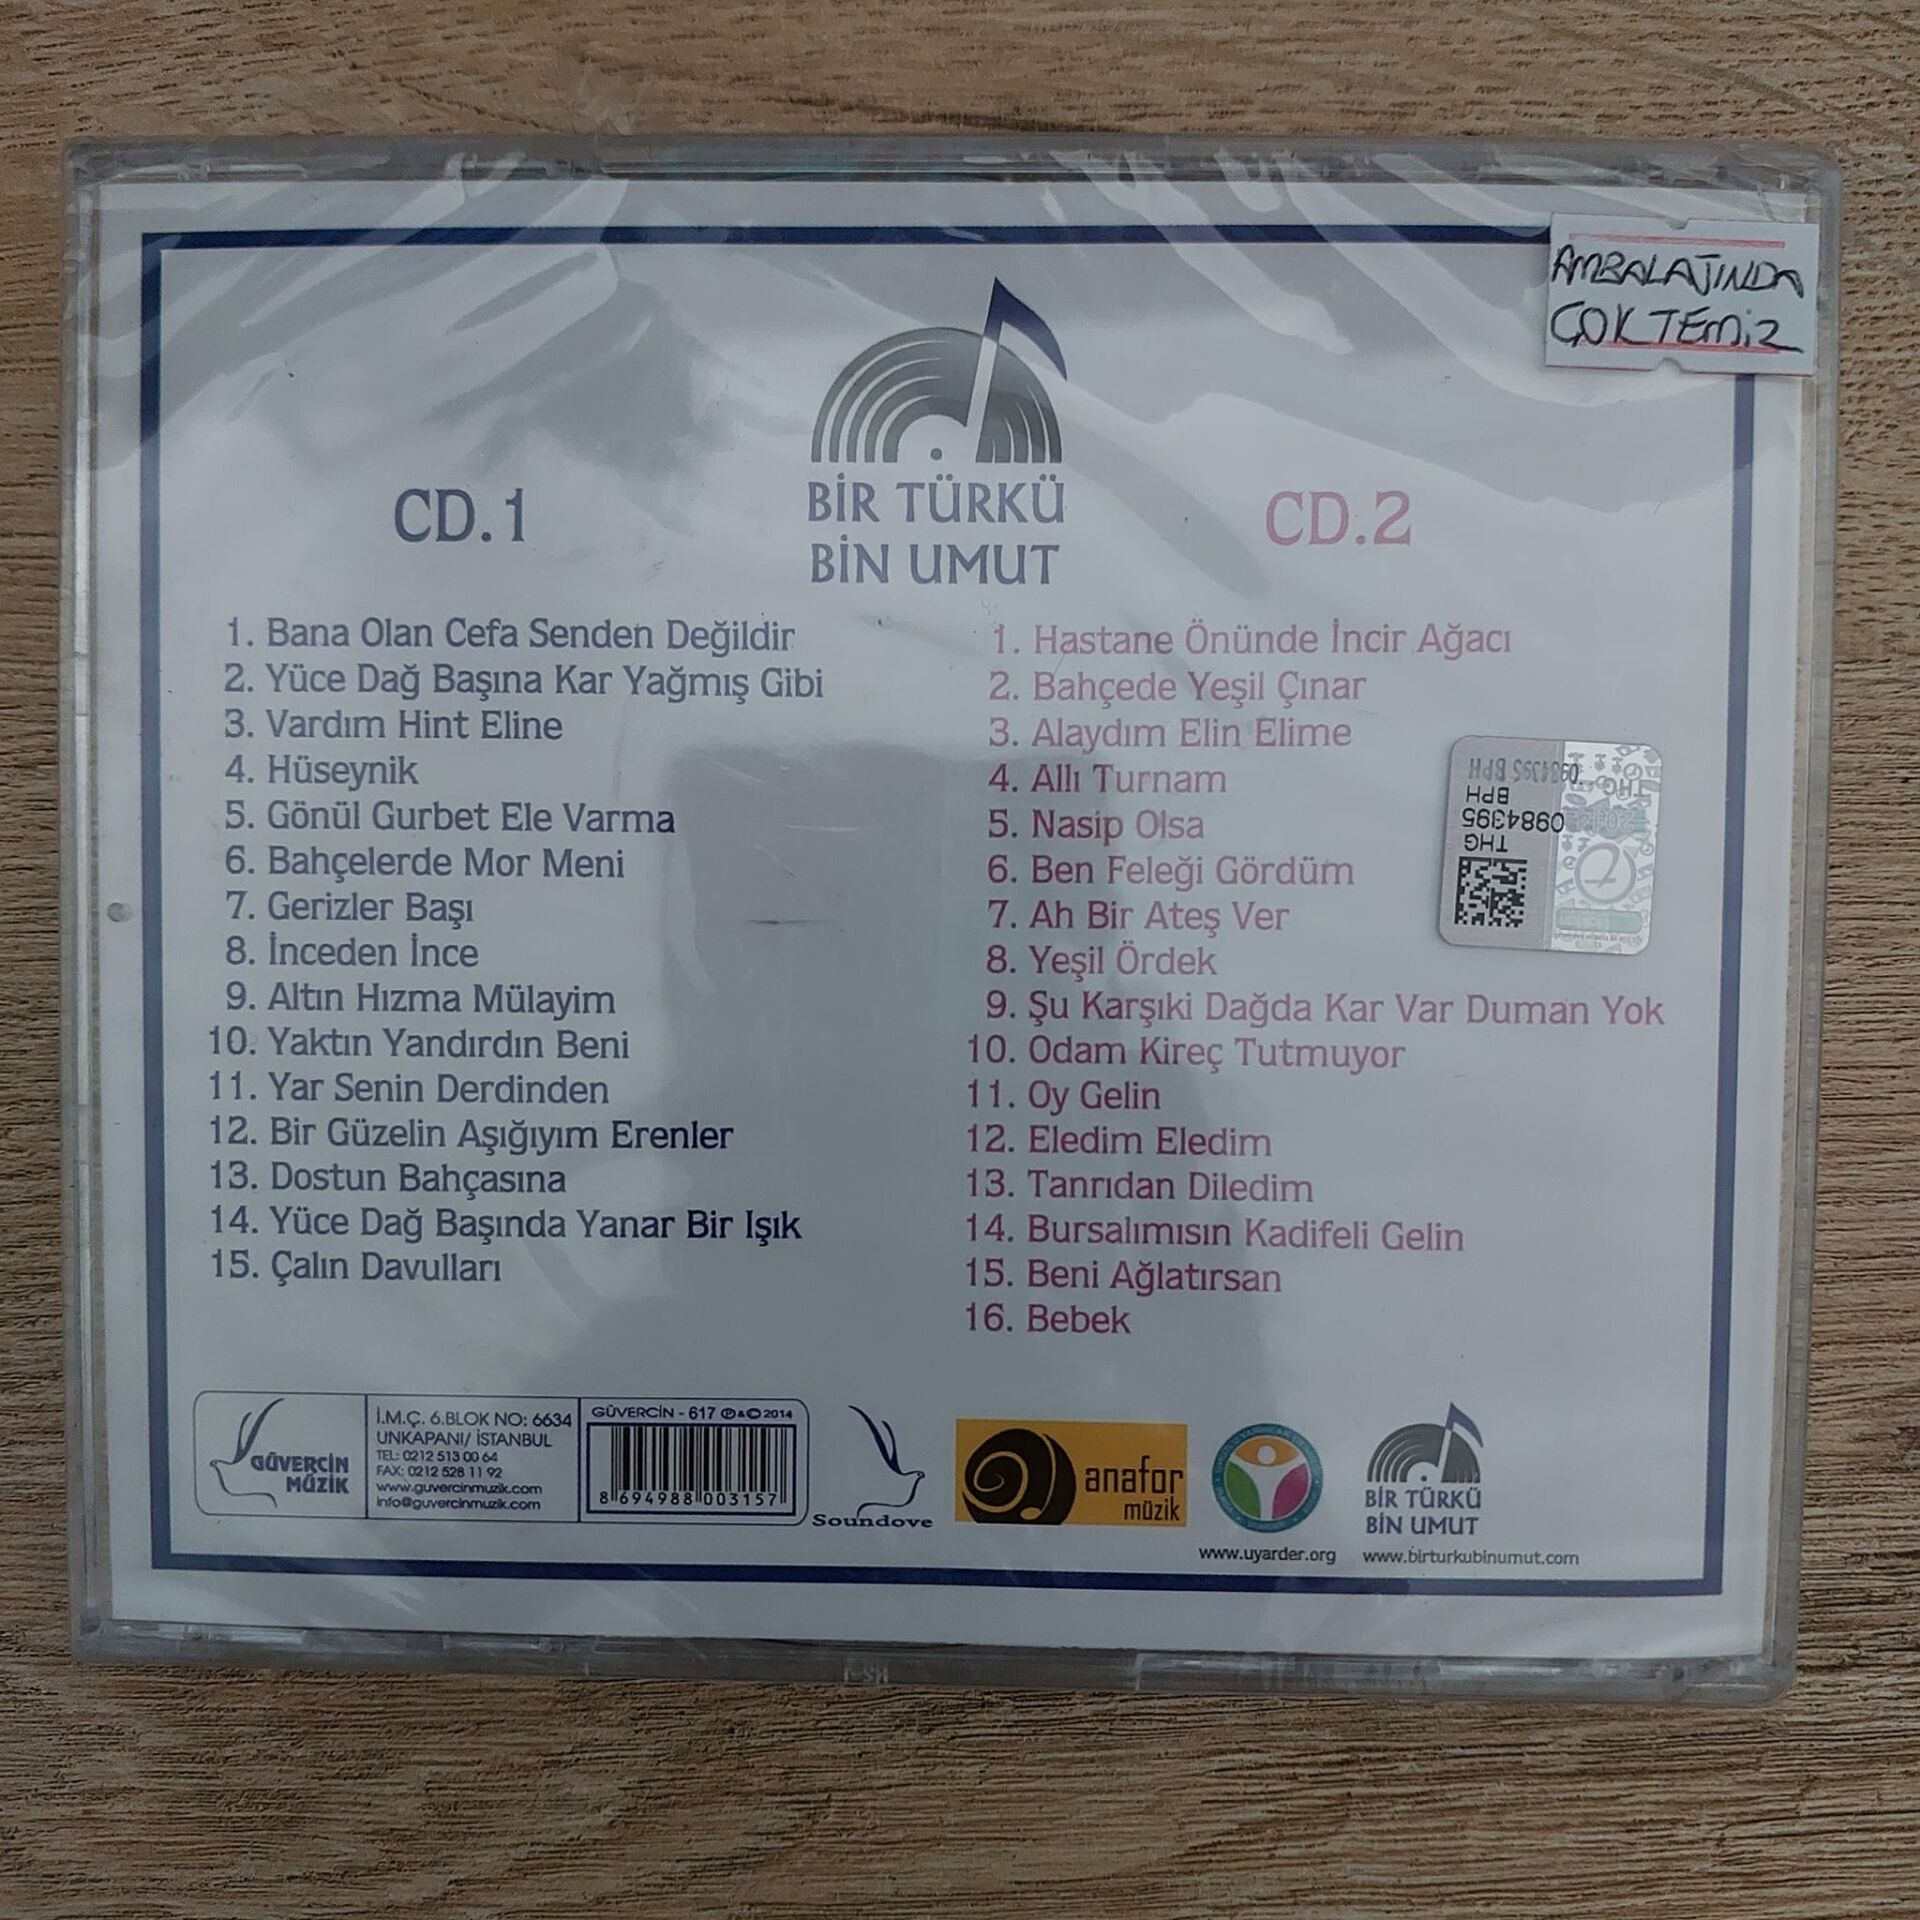 AMBALAJINDA
ÇOK TEMİZ
BİR TÜRKÜ
BİN UMUT
CD.1
1. Bana Olan Cefa Senden Değildir
2. Yüce Dağ Başına Kar Yağmış Gibi
3. Vardım Hint Eline
4. Hüseynik
5. Gönül Gurbet Ele Varma
6. Bahçelerde Mor Meni
7. Gerizler Başı
8. İnceden İnce
9. Altın Hızma Mülayim
10. Yaktın Yandırdın Beni
11. Yar Senin Derdinden
12. Bir Güzelin Aşığıyım Erenler
13. Dostun Bahçasına
14. Yüce Dağ Başında Yanar Bir Işık
15. Çalın Davulları
CD.2
1. Hastane Önünde İncir Ağacı
2. Bahçede Yeşil Çınar
3. Alaydım Elin Elime
4. Allı Turnam
5. Nasip Olsa
6. Ben Feleği Gördüm
7. Ah Bir Ateş Ver
8. Yeşil Ördek
9. Şu Karşıki Dağda Kar Var Duman Yok
10. Odam Kireç Tutmuyor
11. Oy Gelin
12. Eledim Eledim
13. Tanrıdan Diledim
14. Bursalımısın Kadifeli Gelin
15. Beni Ağlatırsan
16. Bebek
THG
0984395
BPH
0984395 BPH
GÜVERCİN
MÜZİK
İ.M.Ç. 6.BLOK NO: 6634
UNKAPANI/ İSTANBUL
TEL: 0212 513 00 64
FAX: 0212 528 11 92
www.guvercinmuzik.com
info@guvercinmuzik.com
GÜVERCİN - 617 ℗&© 2014
8 694988 003157
Soundove
anafor
müzik
www.uyarder.org
BİR TÜRKÜ
BİN UMUT
www.birturkubinumut.com